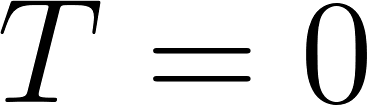 T = 0